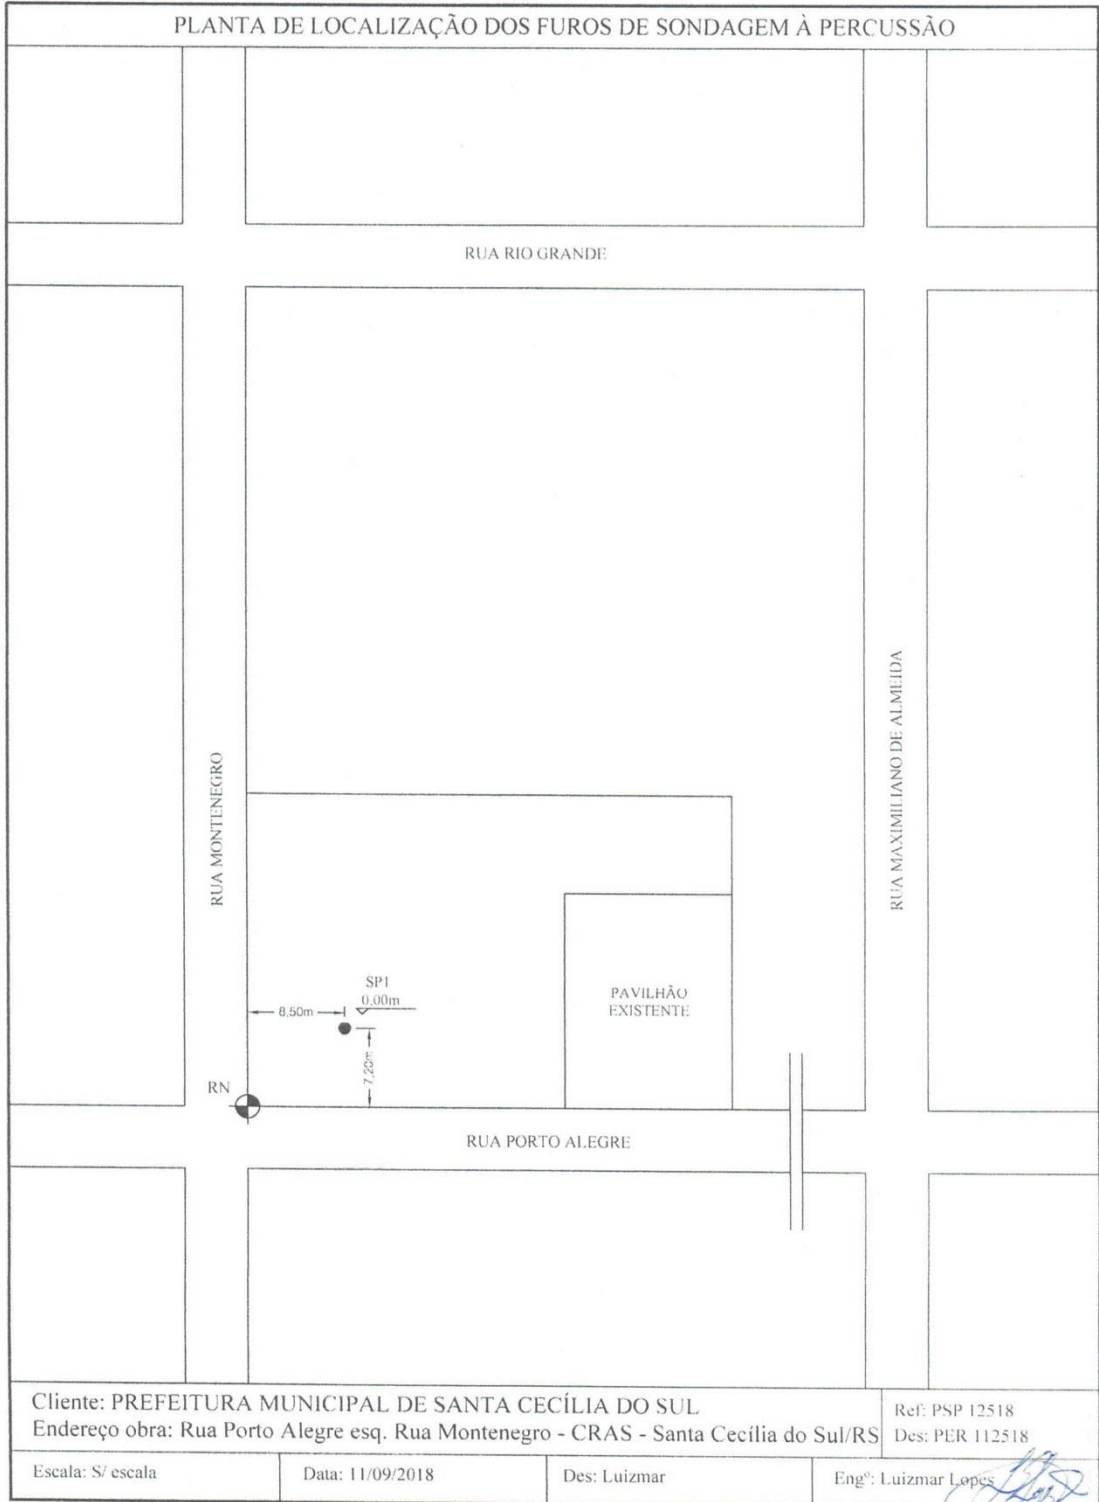 PLANTA DE LOCALIZAÇÃO DOS FUROS DE SONDAGEM À PERCUSSÃO
RUA RIO GRANDE
RUA MAXIMILIANO DE ALMEIDA
RUA MONTENEGRO
SP1
0,00m
8,50m
7,20m
PAVILHÃO
EXISTENTE
RN
RUA PORTO ALEGRE
Cliente: PREFEITURA MUNICIPAL DE SANTA CECÍLIA DO SUL
Endereço obra: Rua Porto Alegre esq. Rua Montenegro - CRAS - Santa Cecília do Sul/RS
Ref: PSP 12518
Des: PER 112518
Escala: S/ escala
Data: 11/09/2018
Des: Luizmar
Engº: Luizmar Lopes